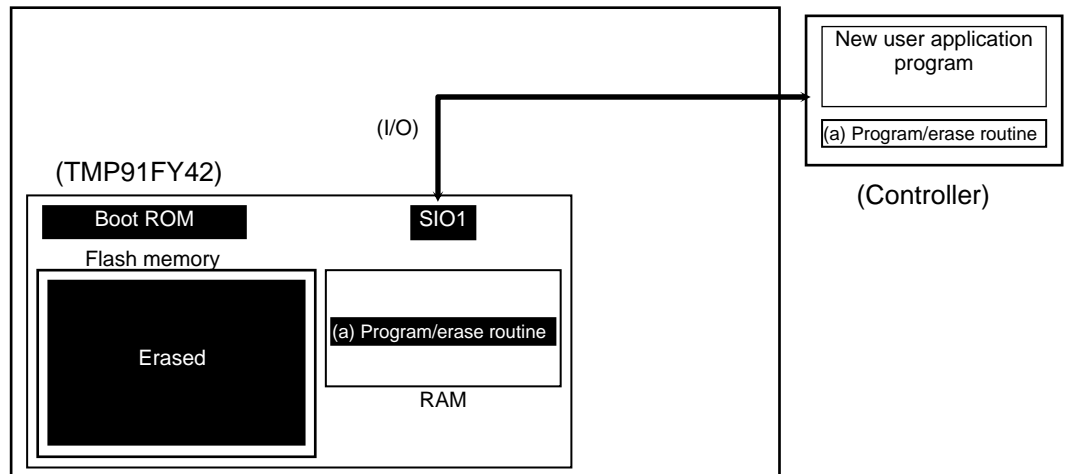 New user application
program
(I/O)
(a) Program/erase routine
(TMP91FY42)
(Controller)
Boot ROM
SIO1
Flash memory
(a) Program/erase routine
Erased
RAM